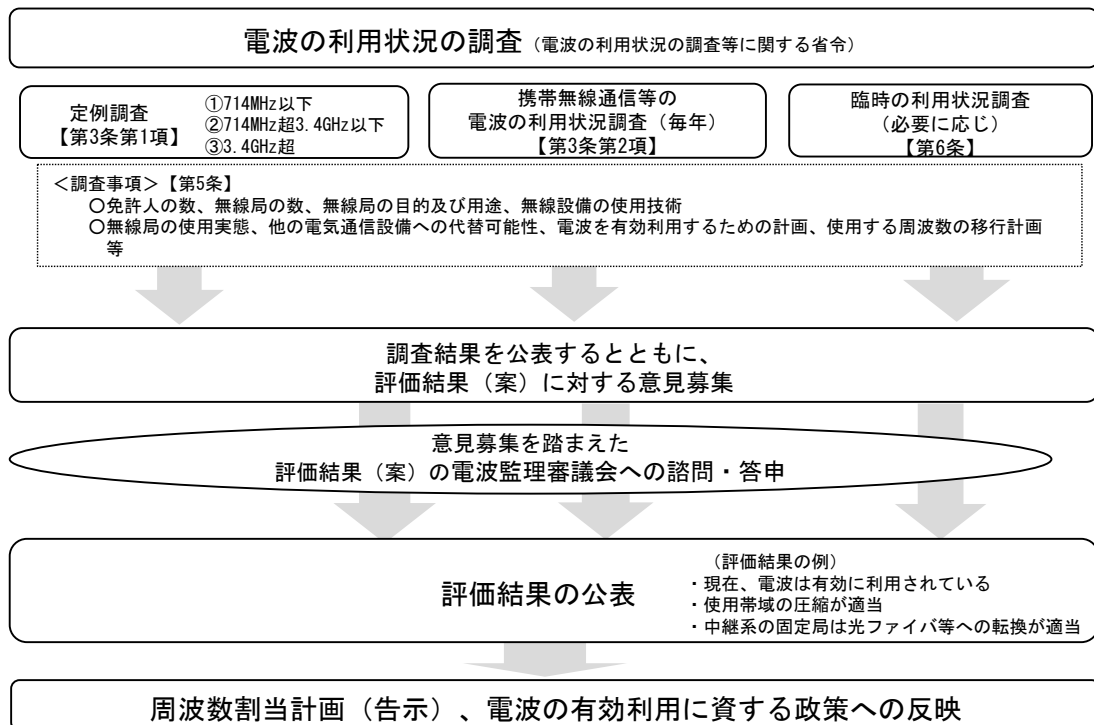 電波の利用状況の調査（電波の利用状況の調査等に関する省令）
定例調査
【第3条第1項】
①714MHz以下
②714MHz超3.4GHz以下
③3.4GHz超
携帯無線通信等の
電波の利用状況調査（毎年）
【第3条第2項】
臨時の利用状況調査
（必要に応じ）
【第6条】
＜調査事項＞【第5条】
〇免許人の数、無線局の数、無線局の目的及び用途、無線設備の使用技術
〇無線局の使用実態、他の電気通信設備への代替可能性、電波を有効利用するための計画、使用する周波数の移行計画
等
調査結果を公表するとともに、
評価結果（案）に対する意見募集
意見募集を踏まえた
評価結果（案）の電波監理審議会への諮問・答申
評価結果の公表
（評価結果の例）
・現在、電波は有効に利用されている
・使用帯域の圧縮が適当
・中継系の固定局は光ファイバ等への転換が適当
周波数割当計画（告示）、電波の有効利用に資する政策への反映